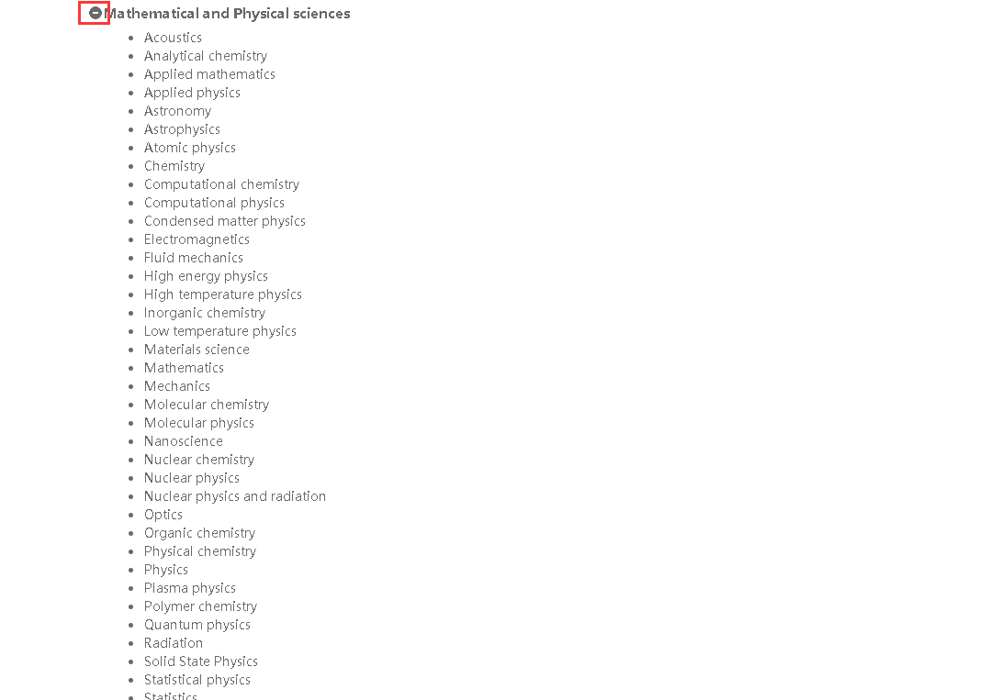 Mathematical and Physical sciences
Acoustics
Analytical chemistry
Applied mathematics
Applied physics
Astronomy
Astrophysics
Atomic physics
Chemistry
Computational chemistry
Computational physics
Condensed matter physics
Electromagnetics
Fluid mechanics
High energy physics
High temperature physics
Inorganic chemistry
Low temperature physics
Materials science
Mathematics
Mechanics
Molecular chemistry
Molecular physics
Nanoscience
Nuclear chemistry
Nuclear physics
Nuclear physics and radiation
Optics
Organic chemistry
Physical chemistry
Physics
Plasma physics
Polymer chemistry
Quantum physics
Radiation
Solid State Physics
Statistical physics
Statistics